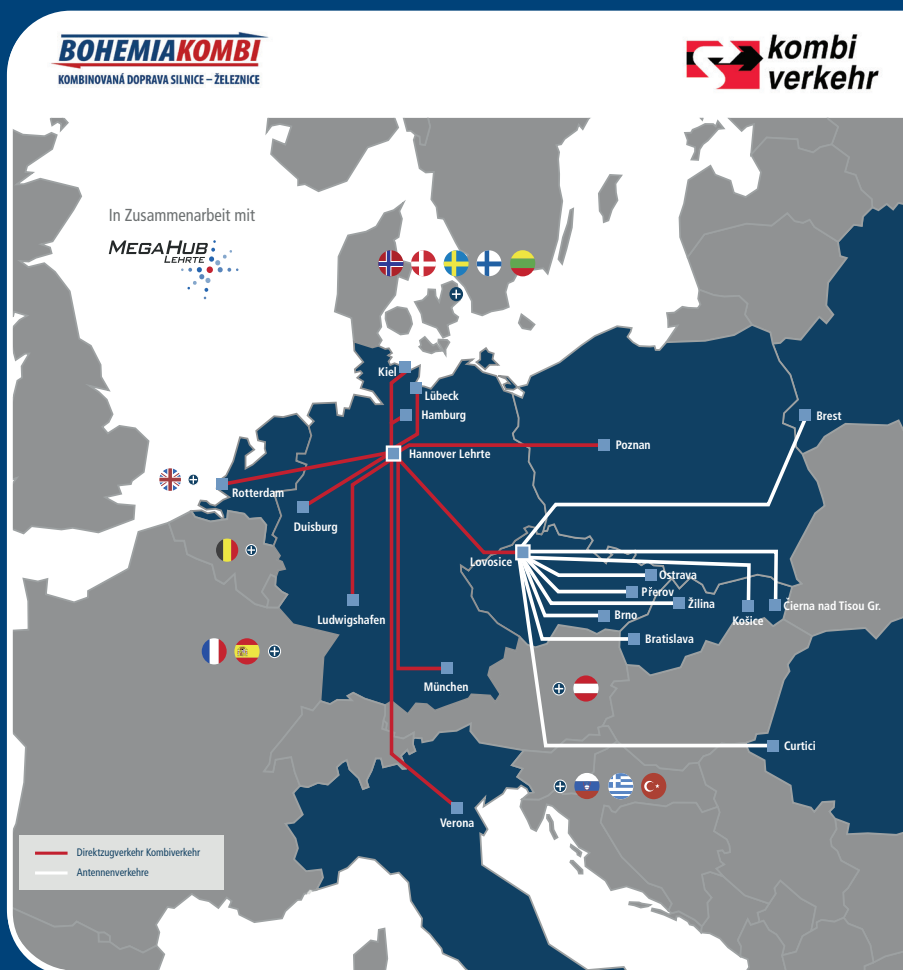 BOHEMIAKOMBI
KOMBINOVANÁ DOPRAVA SILNICE – ŽELEZNICE
kombi
verkehr
In Zusammenarbeit mit
MEGAHUB
LEHRTE
Kiel
Lübeck
Hamburg
Brest
Poznan
Hannover Lehrte
Rotterdam
Duisburg
Lovosice
Ostrava
Přerov
Žilina
Čierna nad Tisou Gr.
Košice
Brno
Ludwigshafen
Bratislava
München
Curtici
Verona
Direktzugverkehr Kombiverkehr
Antennenverkehre